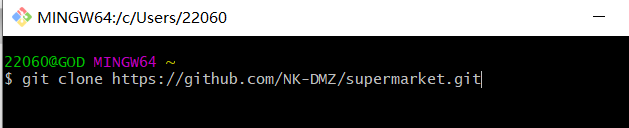 MINGW64:/c/Users/22060
22060@GOD MINGW64 ~
$ git clone https://github.com/NK-DMZ/supermarket.git